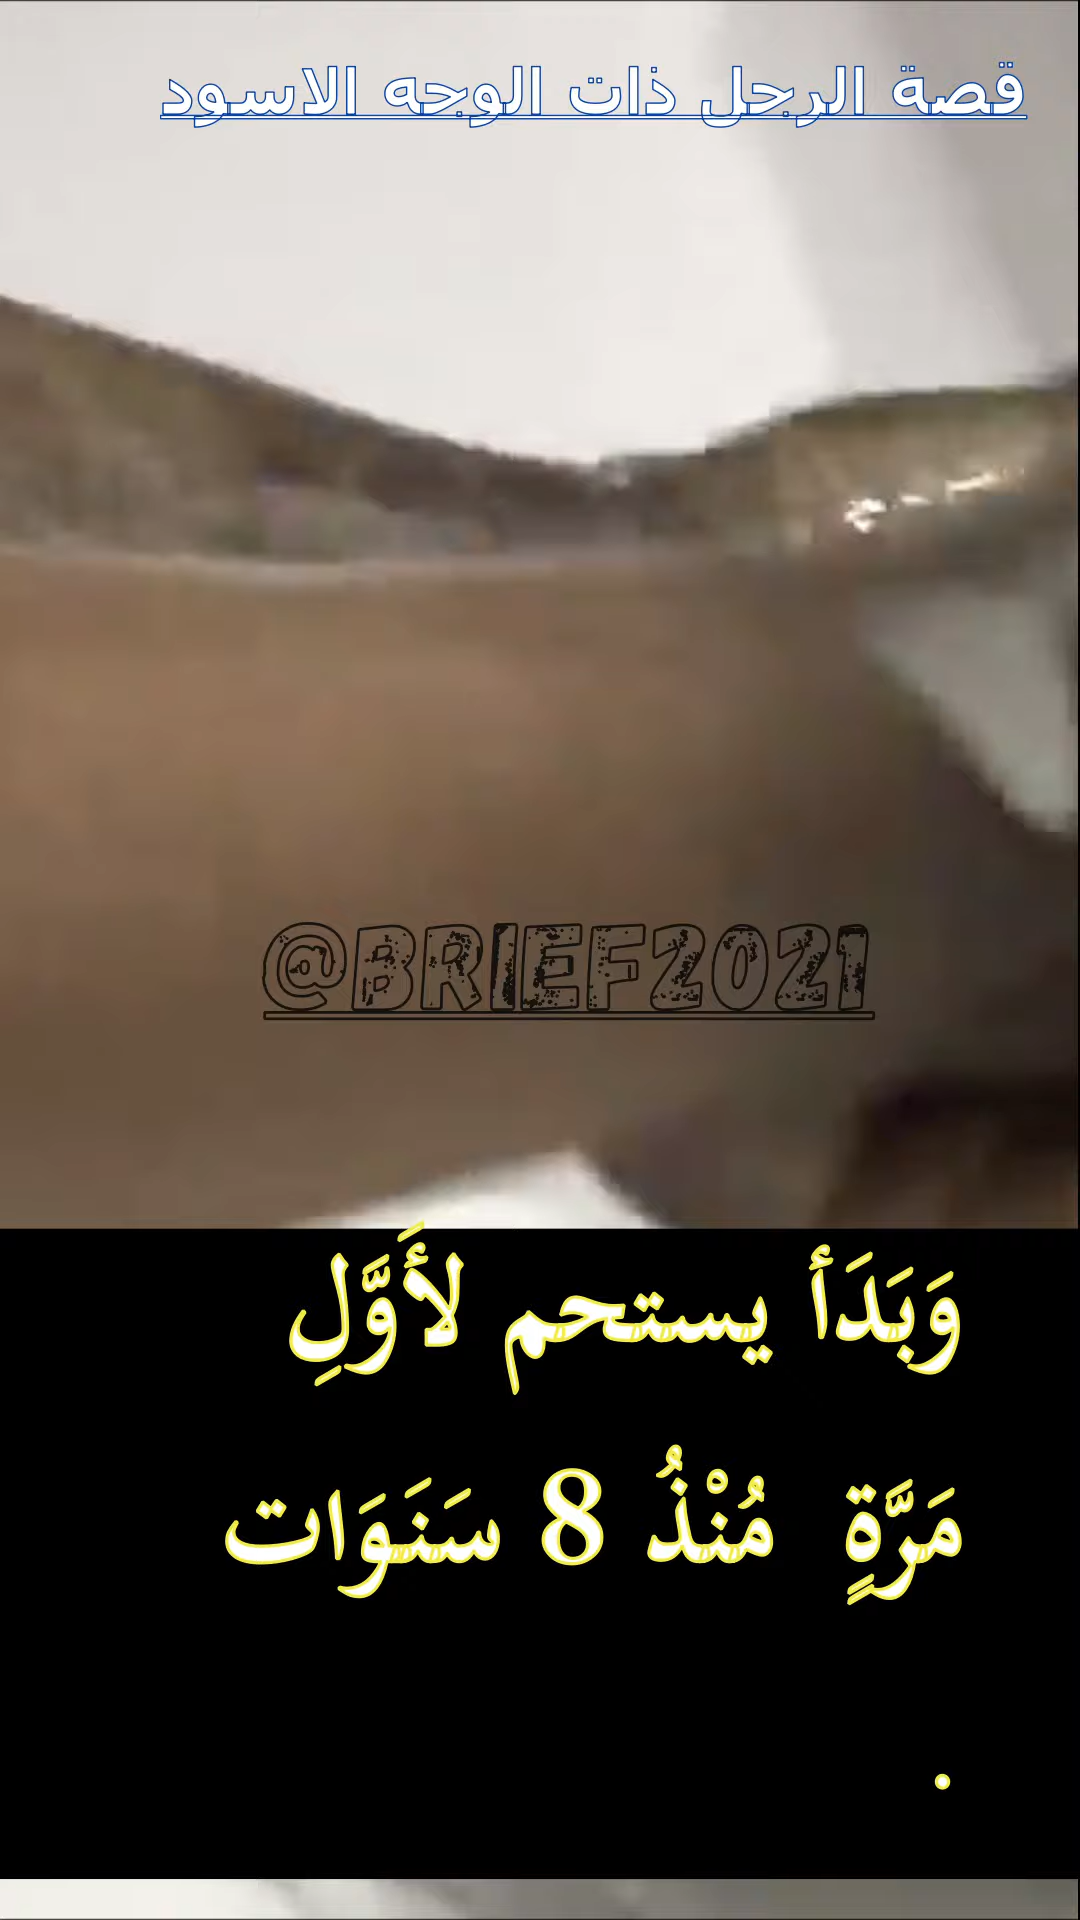 قصة الرجل ذات الوجه الاسود
@BRIEF2021
وَبَدَأَ يستحم لأَوَّلِ
مَرَّةٍ مُنْذُ 8 سَنَوَات
.